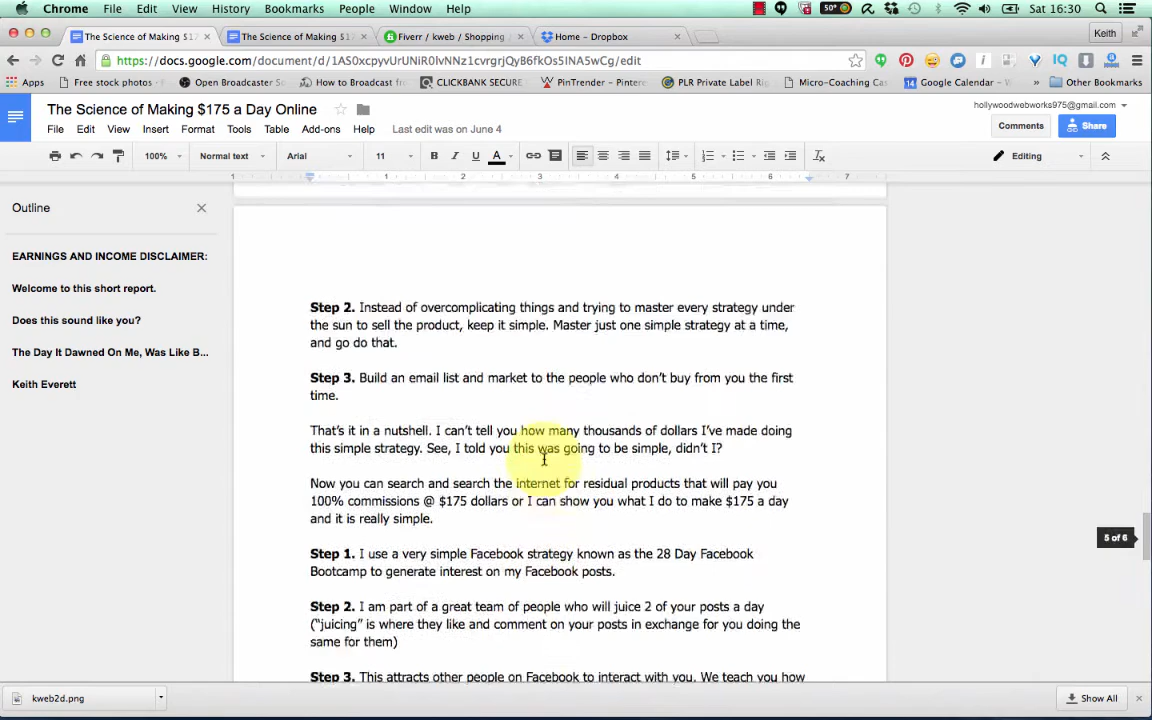 Chrome File Edit View History Bookmarks People Window Help 50° Sat 16:30
The Science of Making $17 × The Science of Making $17 × Fiverr / kweb / Shopping × Home - Dropbox × Keith
https://docs.google.com/document/d/1AS0xcpyvUrUNiR0IvNNz1cvrgrjQyB6fkOs5INA5wCg/edit
Apps Free stock photos - Open Broadcaster Sof How to Broadcast full CLICKBANK SECURE PinTrender - PinTrend PLR Private Label Rig Micro-Coaching Cas Google Calendar - We » Other Bookmarks
The Science of Making $175 a Day Online
hollywoodwebworks975@gmail.com
File Edit View Insert Format Tools Table Add-ons Help Last edit was on June 4
Comments Share
100% Normal text Arial 11 B I U A Editing
1 1 2 3 4 5 6 7
Outline
EARNINGS AND INCOME DISCLAIMER:
Welcome to this short report.
Does this sound like you?
The Day It Dawned On Me, Was Like B...
Keith Everett
Step 2. Instead of overcomplicating things and trying to master every strategy under
the sun to sell the product, keep it simple. Master just one simple strategy at a time,
and go do that.
Step 3. Build an email list and market to the people who don't buy from you the first
time.
That's it in a nutshell. I can't tell you how many thousands of dollars I've made doing
this simple strategy. See, I told you this was going to be simple, didn't I?
Now you can search and search the internet for residual products that will pay you
100% commissions @ $175 dollars or I can show you what I do to make $175 a day
and it is really simple.
Step 1. I use a very simple Facebook strategy known as the 28 Day Facebook
Bootcamp to generate interest on my Facebook posts.
Step 2. I am part of a great team of people who will juice 2 of your posts a day
("juicing" is where they like and comment on your posts in exchange for you doing the
same for them)
Step 3. This attracts other people on Facebook to interact with you. We teach you how
5 of 6
kweb2d.png
Show All